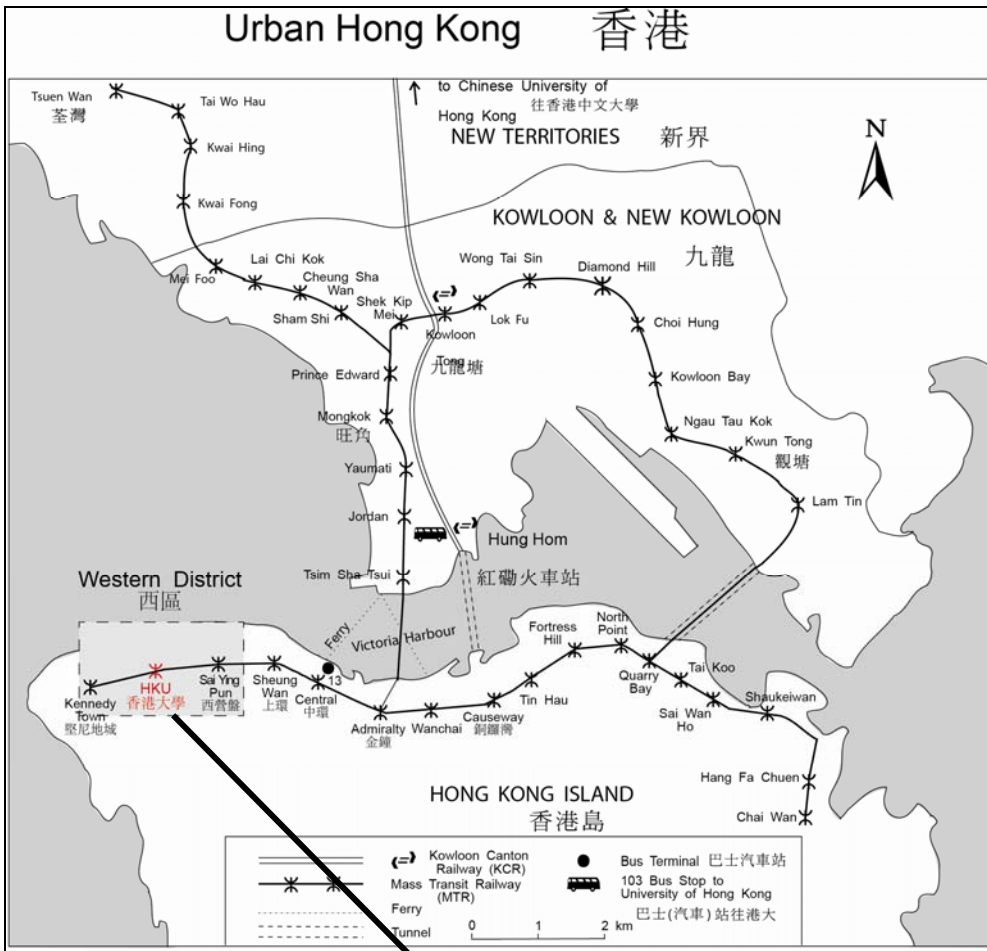 Urban Hong Kong 香港
to Chinese University of
往香港中文大學
Hong Kong
NEW TERRITORIES 新界
N
Tsuen Wan
荃灣
Tai Wo Hau
Kwai Hing
Kwai Fong
KOWLOON & NEW KOWLOON
九龍
Mei Foo
Lai Chi Kok
Cheung Sha
Wan
Sham Shi
Shek Kip
Mei
Kowloon
Tong
九龍塘
Wong Tai Sin
Lok Fu
Diamond Hill
Choi Hung
Kowloon Bay
Ngau Tau Kok
Kwun Tong
觀塘
Lam Tin
Prince Edward
Mongkok
旺角
Yaumati
Jordan
Hung Hom
紅磡火車站
Tsim Sha Tsui
Western District
西區
Ferry
Victoria Harbour
13
Kennedy
Town
堅尼地城
HKU
香港大學
Sai Ying
Pun
西營盤
Sheung
Wan
上環
Central
中環
Admiralty
金鐘
Wanchai
Causeway
銅鑼灣
Tin Hau
Fortress
Hill
North
Point
Quarry
Bay
Tai Koo
Sai Wan
Ho
Shaukeiwan
Hang Fa Chuen
Chai Wan
HONG KONG ISLAND
香港島
Kowloon Canton
Railway (KCR)
Mass Transit Railway
(MTR)
Ferry
Tunnel
0 1 2 km
Bus Terminal 巴士汽車站
103 Bus Stop to
University of Hong Kong
巴士(汽車)站往港大